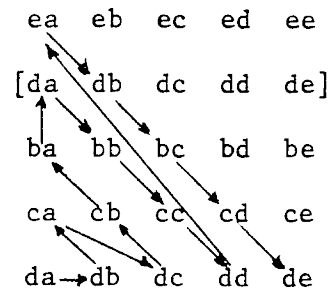 ea eb ec ed ee
[da db dc dd de]
ba bb bc bd be
ca cb cc cd ce
da db dc dd de